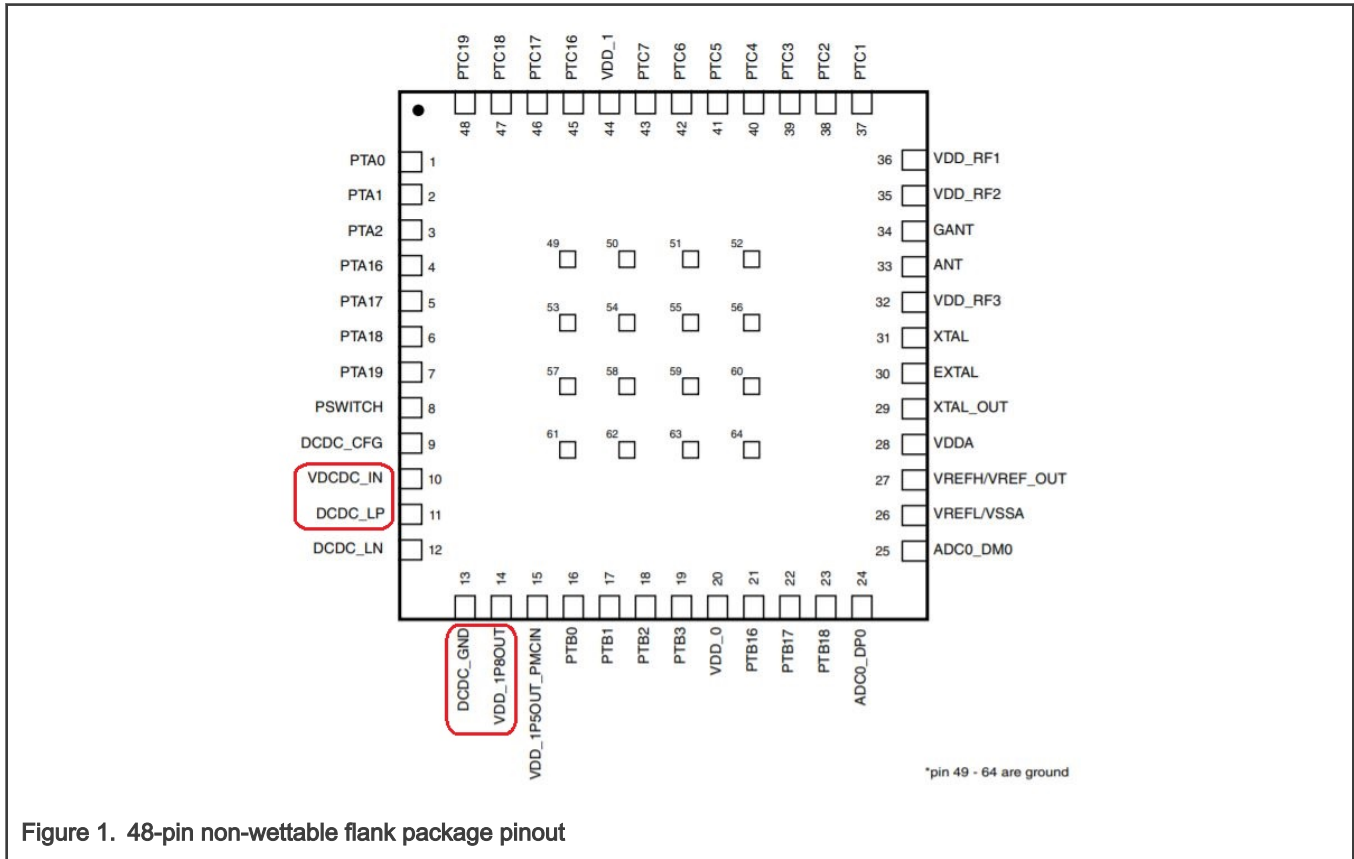 PTC19 PTC18 PTC17 PTC16 VDD_1 PTC7 PTC6 PTC5 PTC4 PTC3 PTC2 PTC1
48 47 46 45 44 43 42 41 40 39 38 37
PTA0 1
PTA1 2
PTA2 3
PTA16 4
PTA17 5
PTA18 6
PTA19 7
PSWITCH 8
DCDC_CFG 9
VDCDC_IN 10
DCDC_LP 11
DCDC_LN 12
49 50 51 52
53 54 55 56
57 58 59 60
61 62 63 64
36 VDD_RF1
35 VDD_RF2
34 GANT
33 ANT
32 VDD_RF3
31 XTAL
30 EXTAL
29 XTAL_OUT
28 VDDA
27 VREFH/VREF_OUT
26 VREFL/VSSA
25 ADC0_DM0
13 14 15 16 17 18 19 20 21 22 23 24
DCDC_GND VDD_1P8OUT VDD_1P5OUT_PMCIN PTB0 PTB1 PTB2 PTB3 VDD_0 PTB16 PTB17 PTB18 ADC0_DP0
*pin 49 - 64 are ground
Figure 1. 48-pin non-wettable flank package pinout